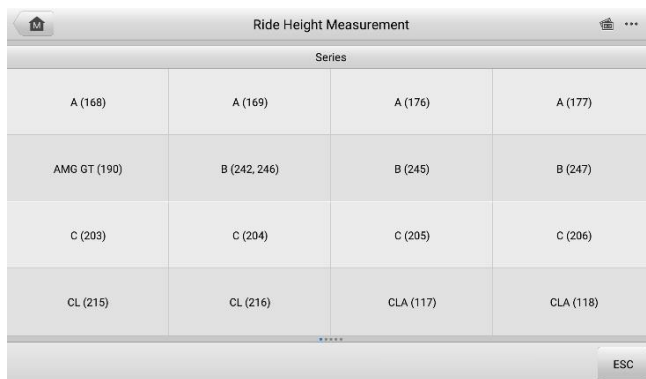 M
Ride Height Measurement
Series
A (168) A (169) A (176) A (177)
AMG GT (190) B (242, 246) B (245) B (247)
C (203) C (204) C (205) C (206)
CL (215) CL (216) CLA (117) CLA (118)
ESC